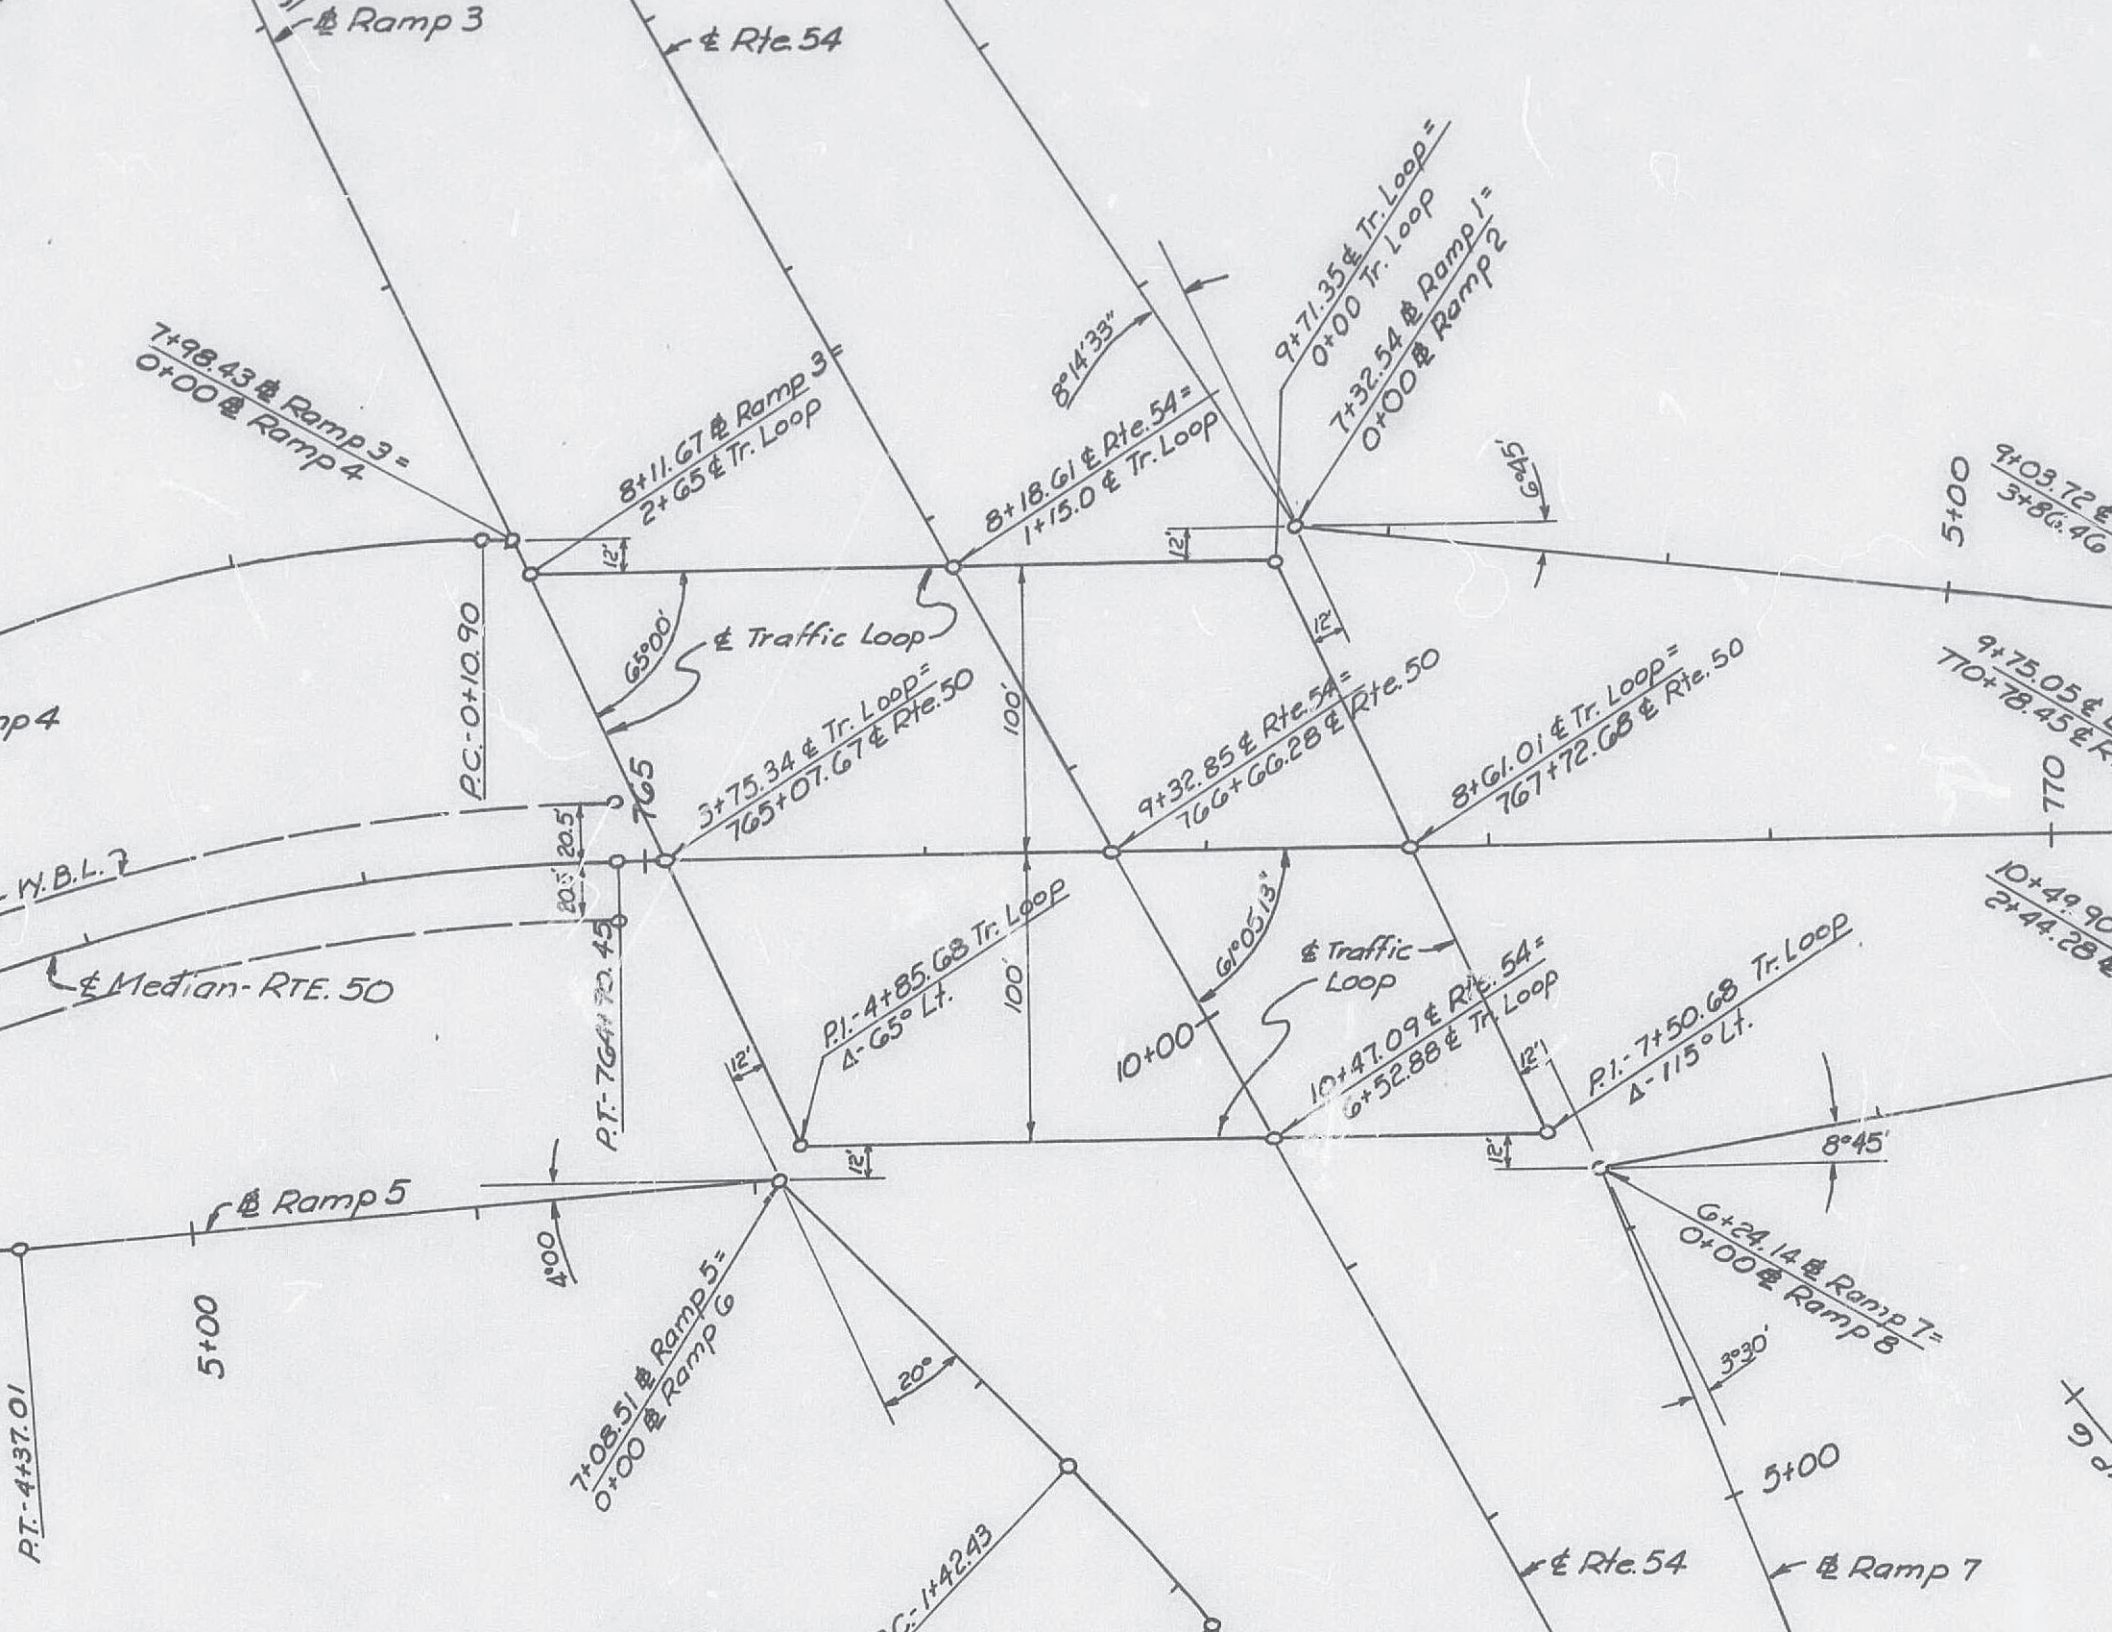 ℄ Ramp 3
℄ Rte. 54
9+71.35 ℄ Tr. Loop =
0+00 Tr. Loop
7+32.54 ℄ Ramp 1 =
0+00 ℄ Ramp 2
8°14'33"
7+98.43 ℄ Ramp 3 =
0+00 ℄ Ramp 4
8+11.67 ℄ Ramp 3 =
2+65 ℄ Tr. Loop
8+18.61 ℄ Rte. 54 =
1+15.0 ℄ Tr. Loop
6°45'
5+00
9+03.72 ℄
3+86.46
12'
12'
12'
P.C.-0+10.90
65°00'
℄ Traffic Loop
100'
3+75.34 ℄ Tr. Loop =
765+07.67 ℄ Rte. 50
9+32.85 ℄ Rte. 54 =
766+66.28 ℄ Rte. 50
8+61.01 ℄ Tr. Loop =
767+72.68 ℄ Rte. 50
9+75.05 ℄
770+78.45 ℄
mp 4
765
770
20.5'
20.5'
W.B.L.
℄ Median-RTE. 50
P.T.-764+90.45
P.I.-4+85.68 Tr. Loop
Δ-65° Lt.
100'
61°05'13"
℄ Traffic
Loop
10+00
10+47.09 ℄ Rte. 54 =
6+52.88 ℄ Tr. Loop
P.I.-7+50.68 Tr. Loop
Δ-115° Lt.
10+49.90
2+44.28 ℄
12'
12'
12'
12'
8°45'
℄ Ramp 5
4°00'
5+00
7+08.51 ℄ Ramp 5 =
0+00 ℄ Ramp 6
20°
6+24.14 ℄ Ramp 7 =
0+00 ℄ Ramp 8
3°30'
5+00
P.T.-4+37.01
C.-1+42.43
℄ Rte. 54
℄ Ramp 7